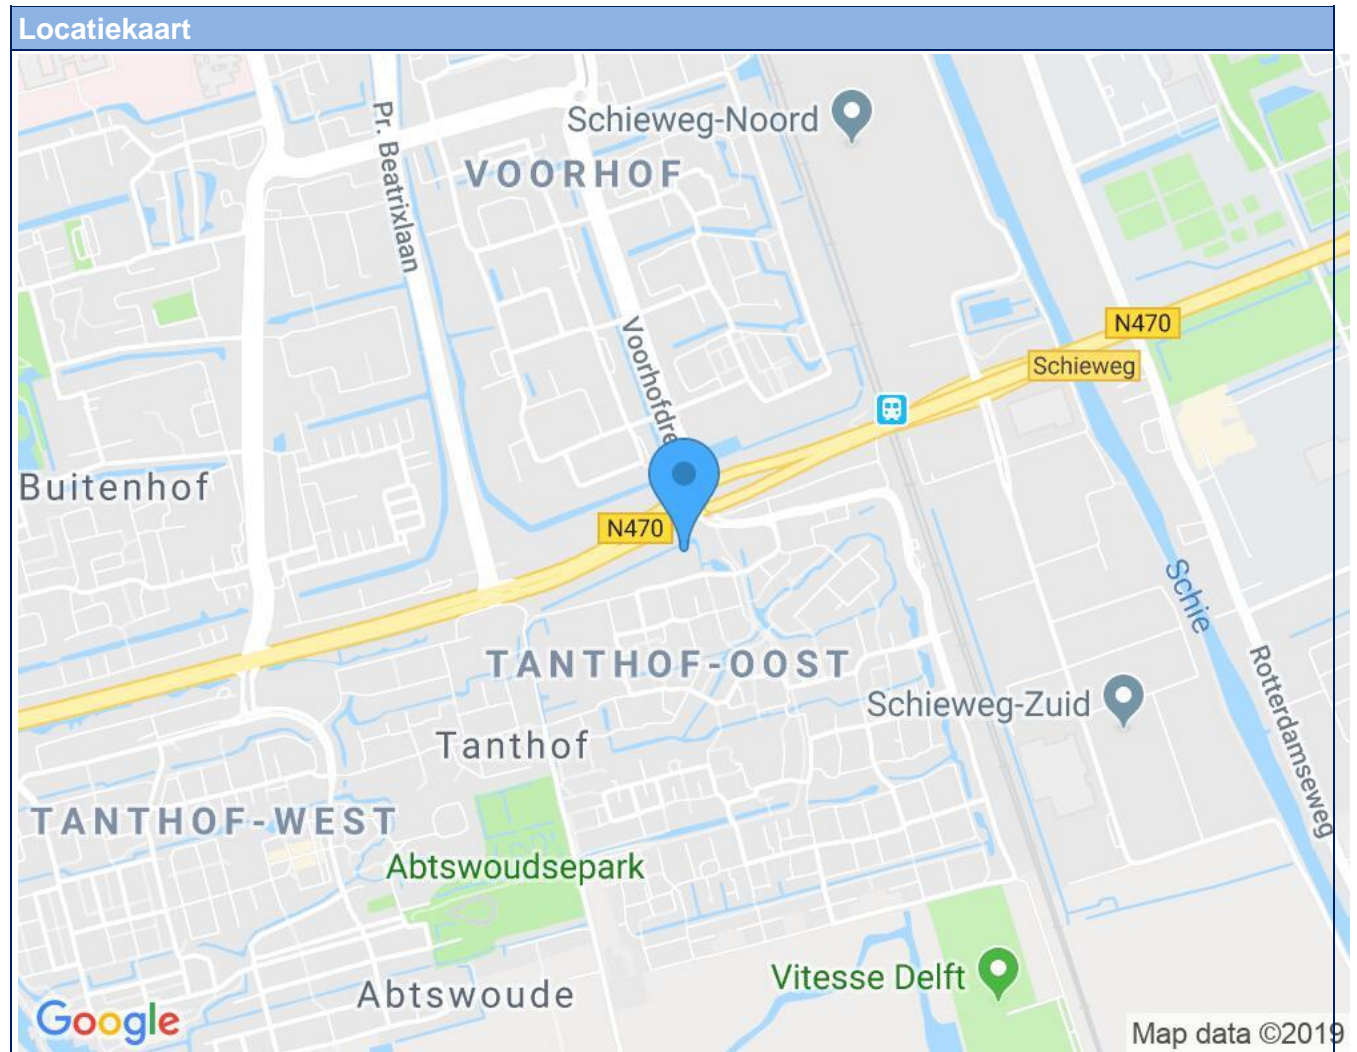 Locatiekaart
Schieweg-Noord
Pr. Beatrixlaan
VOORHOF
N470
Voorhofdre
Schieweg
Buitenhof
N470
Schie
TANTHOF-OOST
Schieweg-Zuid
Rotterdamseweg
Tanthof
TANTHOF-WEST
Abtswoudsepark
Vitesse Delft
Abtswoude
Google
Map data ©2019